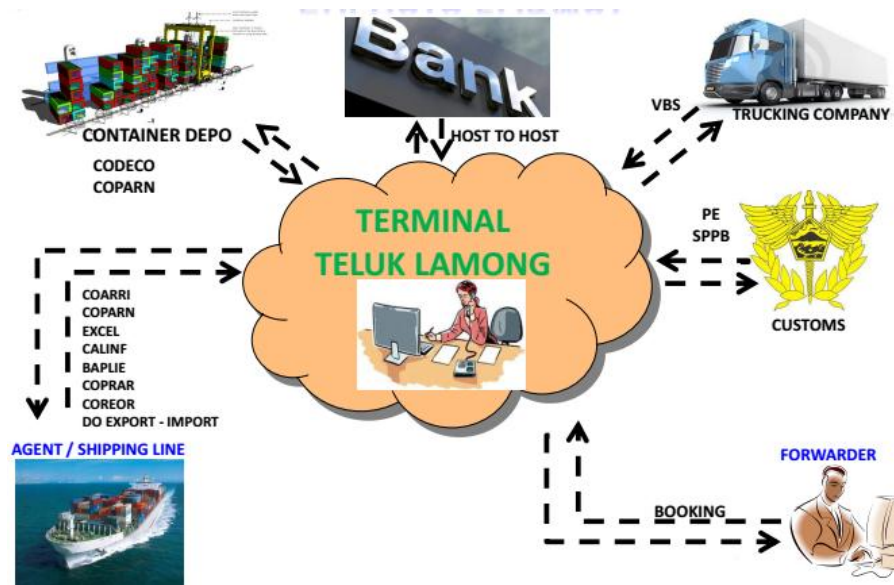 Bank
CONTAINER DEPO
CODECO
COPARN
HOST TO HOST
VBS
TRUCKING COMPANY
TERMINAL
TELUK LAMONG
PE
SPPB
CUSTOMS
COARRI
COPARN
EXCEL
CALINF
BAPLIE
COPRAR
COREOR
DO EXPORT - IMPORT
AGENT / SHIPPING LINE
FORWARDER
BOOKING